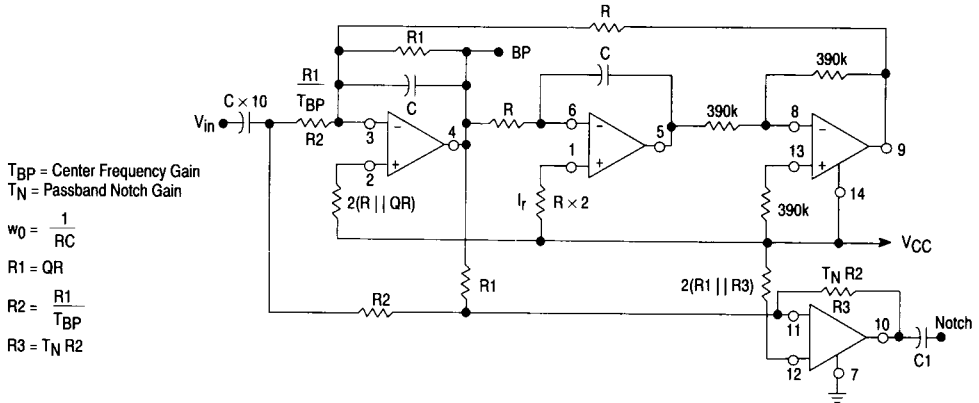 R
R1
BP
C
390k
R1
T_BP
C
C × 10
V_in
R2
3
−
4
R
6
−
5
390k
8
−
9
2
+
1
+
13
+
14
T_BP = Center Frequency Gain
T_N = Passband Notch Gain
2(R || QR)
I_r
R × 2
390k
V_CC
w_0 = 1/RC
R1 = QR
R2 = R1/T_BP
R3 = T_N R2
R1
2(R1 || R3)
T_N R2
R3
R2
11
10
Notch
C1
12
7